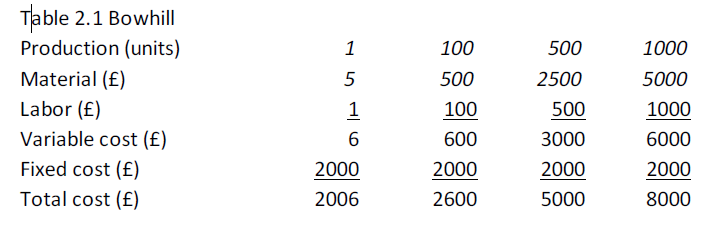 Table 2.1 Bowhill
Production (units) 1 100 500 1000
Material (£) 5 500 2500 5000
Labor (£) 1 100 500 1000
Variable cost (£) 6 600 3000 6000
Fixed cost (£) 2000 2000 2000 2000
Total cost (£) 2006 2600 5000 8000